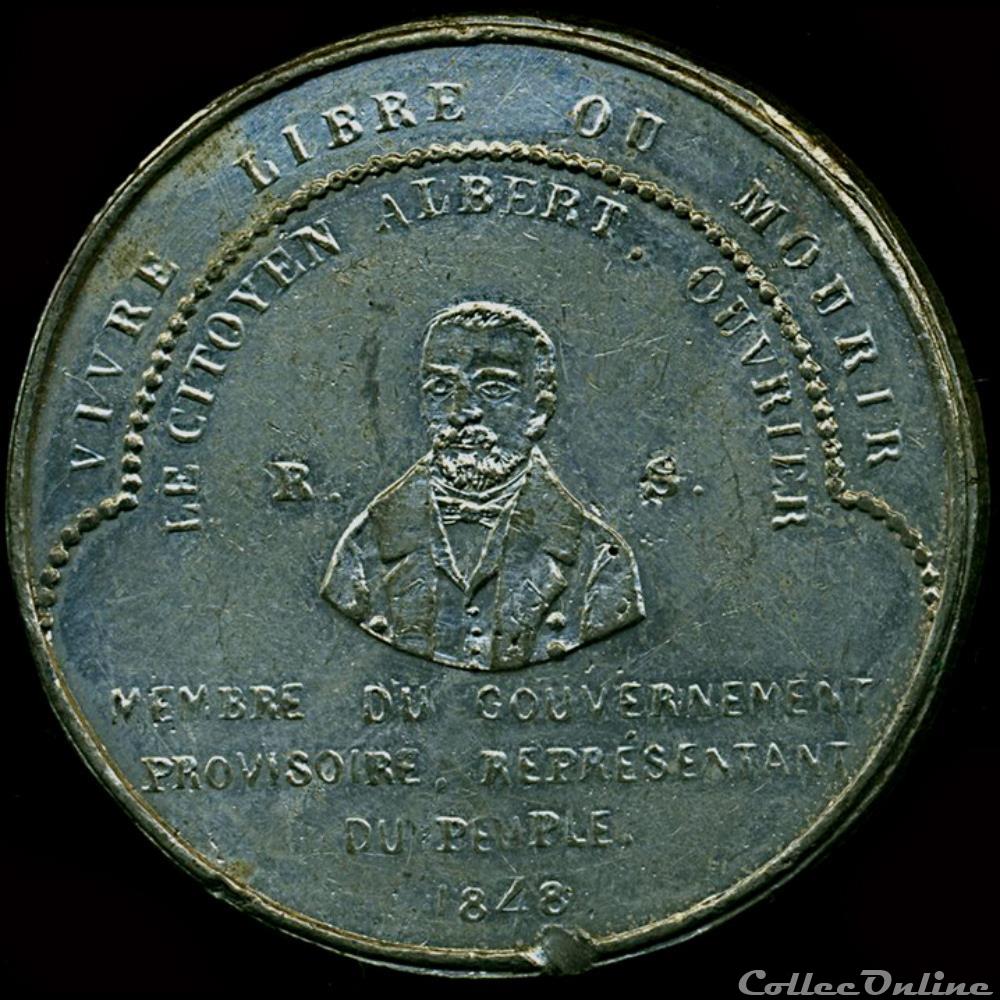 VIVRE LIBRE OU MOURIR
LE CITOYEN ALBERT. OUVRIER
R. S.
MEMBRE DU GOUVERNEMENT
PROVISOIRE, REPRÉSENTANT
DU PEUPLE.
1848.
CollecOnline